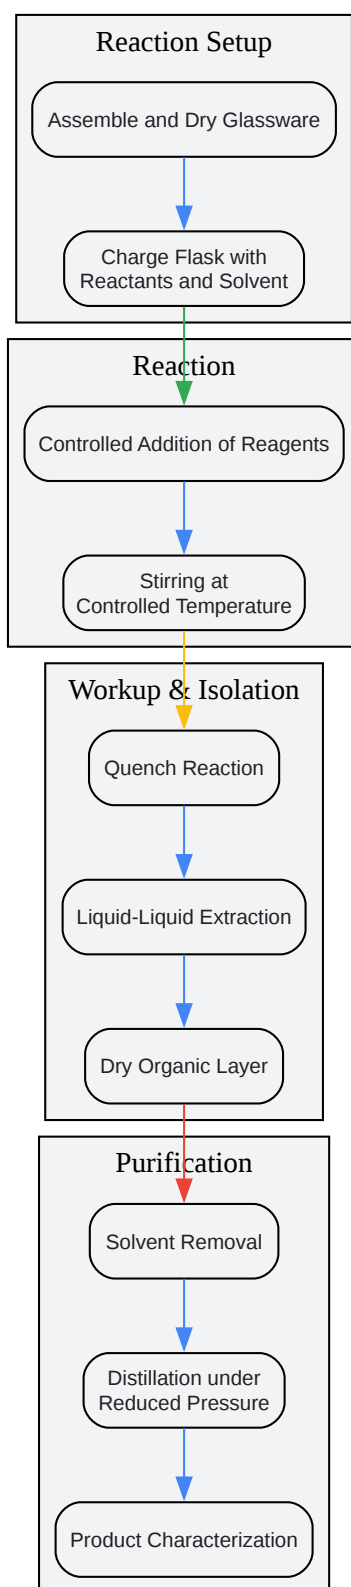 Reaction Setup
Assemble and Dry Glassware
Charge Flask with
Reactants and Solvent
Reaction
Controlled Addition of Reagents
Stirring at
Controlled Temperature
Workup & Isolation
Quench Reaction
Liquid-Liquid Extraction
Dry Organic Layer
Purification
Solvent Removal
Distillation under
Reduced Pressure
Product Characterization